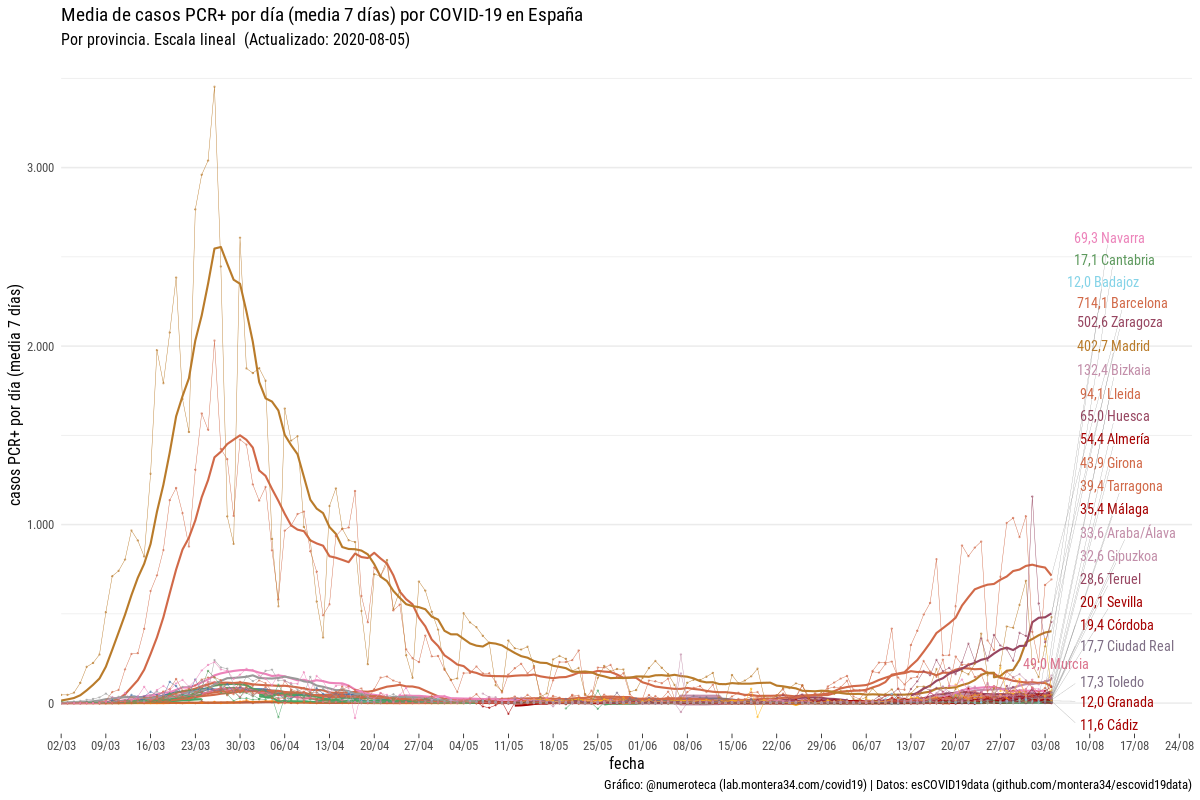 Media de casos PCR+ por día (media 7 días) por COVID-19 en España
Por provincia. Escala lineal (Actualizado: 2020-08-05)
casos PCR+ por día (media 7 días)
3.000
2.000
1.000
0
69,3 Navarra
17,1 Cantabria
12,0 Badajoz
714,1 Barcelona
502,6 Zaragoza
402,7 Madrid
132,4 Bizkaia
94,1 Lleida
65,0 Huesca
54,4 Almería
43,9 Girona
39,4 Tarragona
35,4 Málaga
33,6 Araba/Álava
32,6 Gipuzkoa
28,6 Teruel
20,1 Sevilla
19,4 Córdoba
17,7 Ciudad Real
49,0 Murcia
17,3 Toledo
12,0 Granada
11,6 Cádiz
02/03 09/03 16/03 23/03 30/03 06/04 13/04 20/04 27/04 04/05 11/05 18/05 25/05 01/06 08/06 15/06 22/06 29/06 06/07 13/07 20/07 27/07 03/08 10/08 17/08 24/08
fecha
Gráfico: @numeroteca (lab.montera34.com/covid19) | Datos: esCOVID19data (github.com/montera34/escovid19data)